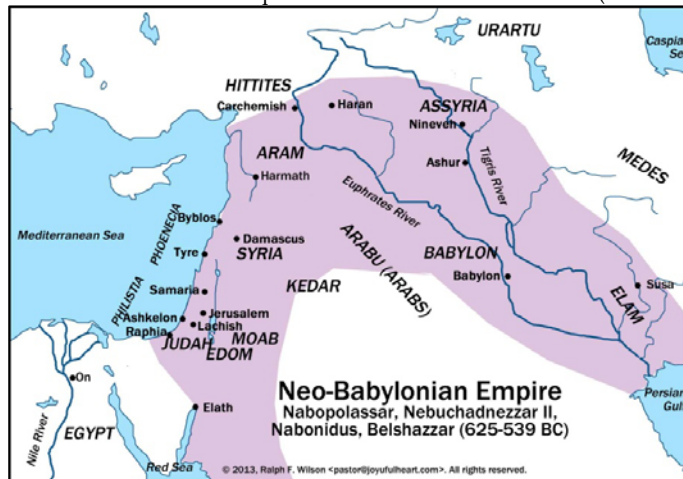 URARTU
Caspian
Se
HITTITES
Carchemish
Haran
ASSYRIA
Nineveh
MEDES
ARAM
Harmath
Ashur
Tigris River
Euphrates River
Byblos
PHOENECIA
Mediterranean Sea
Damascus
SYRIA
Tyre
ARABU (ARABS)
BABYLON
Babylon
KEDAR
Samaria
PHILISTIA
Susa
ELAM
Jerusalem
Ashkelon
Lachish
Raphia
JUDAH
MOAB
EDOM
On
Neo-Babylonian Empire
Nabopolassar, Nebuchadnezzar II,
Nabonidus, Belshazzar (625-539 BC)
Persian
Gulf
Elath
EGYPT
Nile River
Red Sea
© 2013, Ralph F. Wilson <pastor@joyufulheart.com>. All rights reserved.